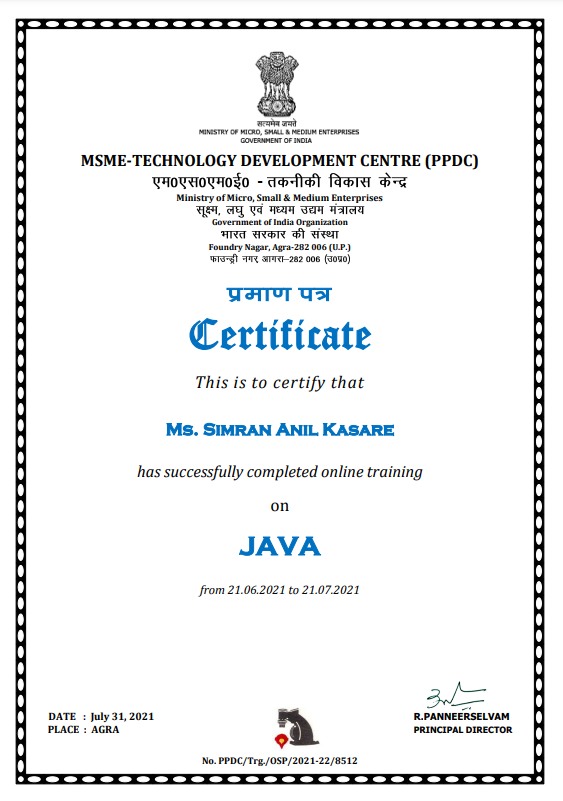 सत्यमेव जयते
MINISTRY OF MICRO, SMALL & MEDIUM ENTERPRISES
GOVERNMENT OF INDIA
MSME-TECHNOLOGY DEVELOPMENT CENTRE (PPDC)
एम0एस0एम0ई0 - तकनीकी विकास केन्द्र
Ministry of Micro, Small & Medium Enterprises
सूक्ष्म, लघु एवं मध्यम उद्यम मंत्रालय
Government of India Organization
भारत सरकार की संस्था
Foundry Nagar, Agra-282 006 (U.P.)
फाउन्ड्री नगर, आगरा–282 006 (उ0प्र0)
प्रमाण पत्र
Certificate
This is to certify that
Ms. Simran Anil Kasare
has successfully completed online training
on
JAVA
from 21.06.2021 to 21.07.2021
DATE : July 31, 2021
PLACE : AGRA
R.PANNEERSELVAM
PRINCIPAL DIRECTOR
No. PPDC/Trg./OSP/2021-22/8512